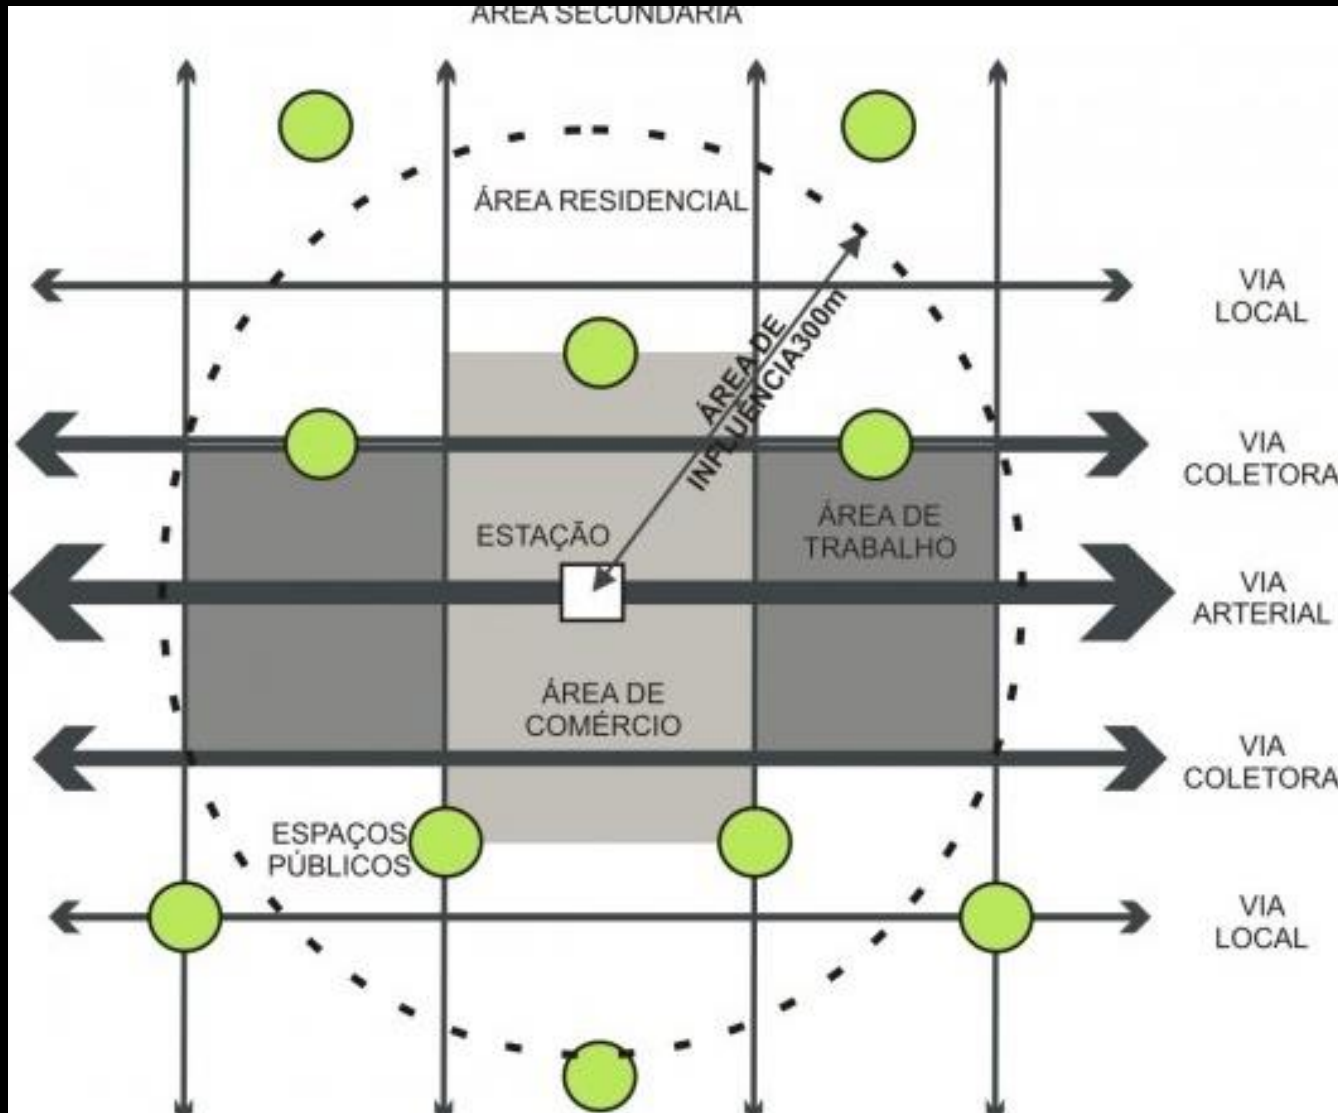 ÁREA SECUNDÁRIA
ÁREA RESIDENCIAL
VIA
LOCAL
ÁREA DE
INFLUÊNCIA300m
VIA
COLETORA
ESTAÇÃO
ÁREA DE
TRABALHO
VIA
ARTERIAL
ÁREA DE
COMÉRCIO
VIA
COLETORA
ESPAÇOS
PÚBLICOS
VIA
LOCAL